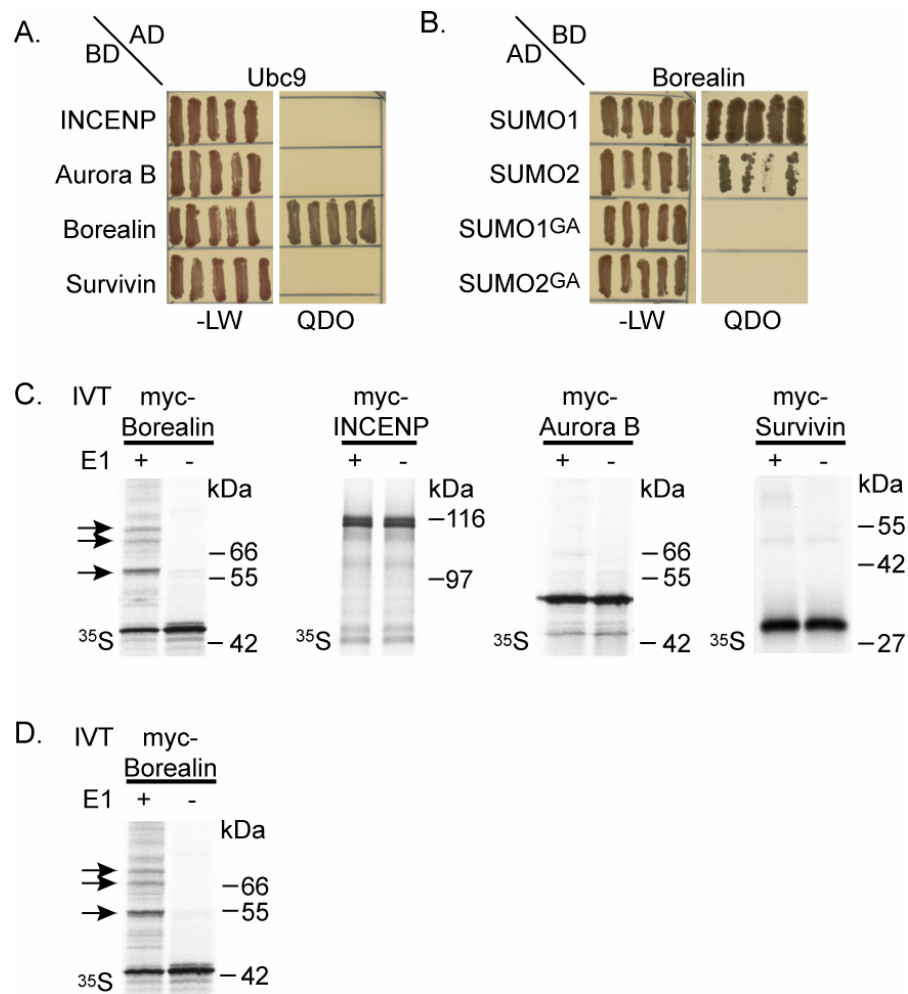 A.
AD
BD
Ubc9
INCENP
Aurora B
Borealin
Survivin
-LW QDO
B.
BD
AD
Borealin
SUMO1
SUMO2
SUMO1GA
SUMO2GA
-LW QDO
C. IVT myc-Borealin myc-INCENP myc-Aurora B myc-Survivin
E1 + - + - + - + -
kDa
66
55
42
35S
kDa
116
97
35S
kDa
66
55
42
35S
kDa
55
42
27
35S
D. IVT myc-
Borealin
E1 + -
kDa
66
55
42
35S